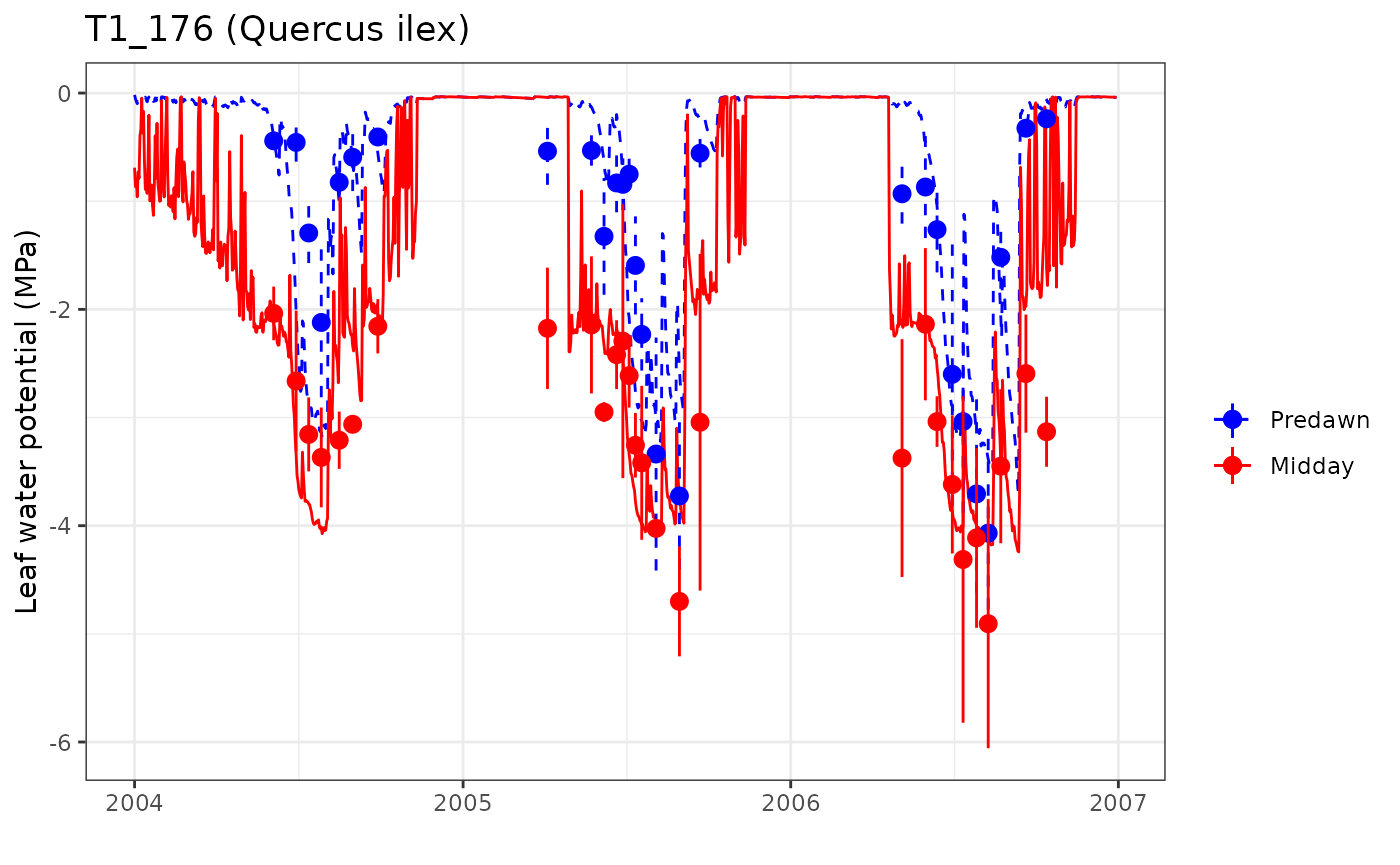 T1_176 (Quercus ilex)
Leaf water potential (MPa)
0
-2
-4
-6
2004
2005
2006
2007
Predawn
Midday